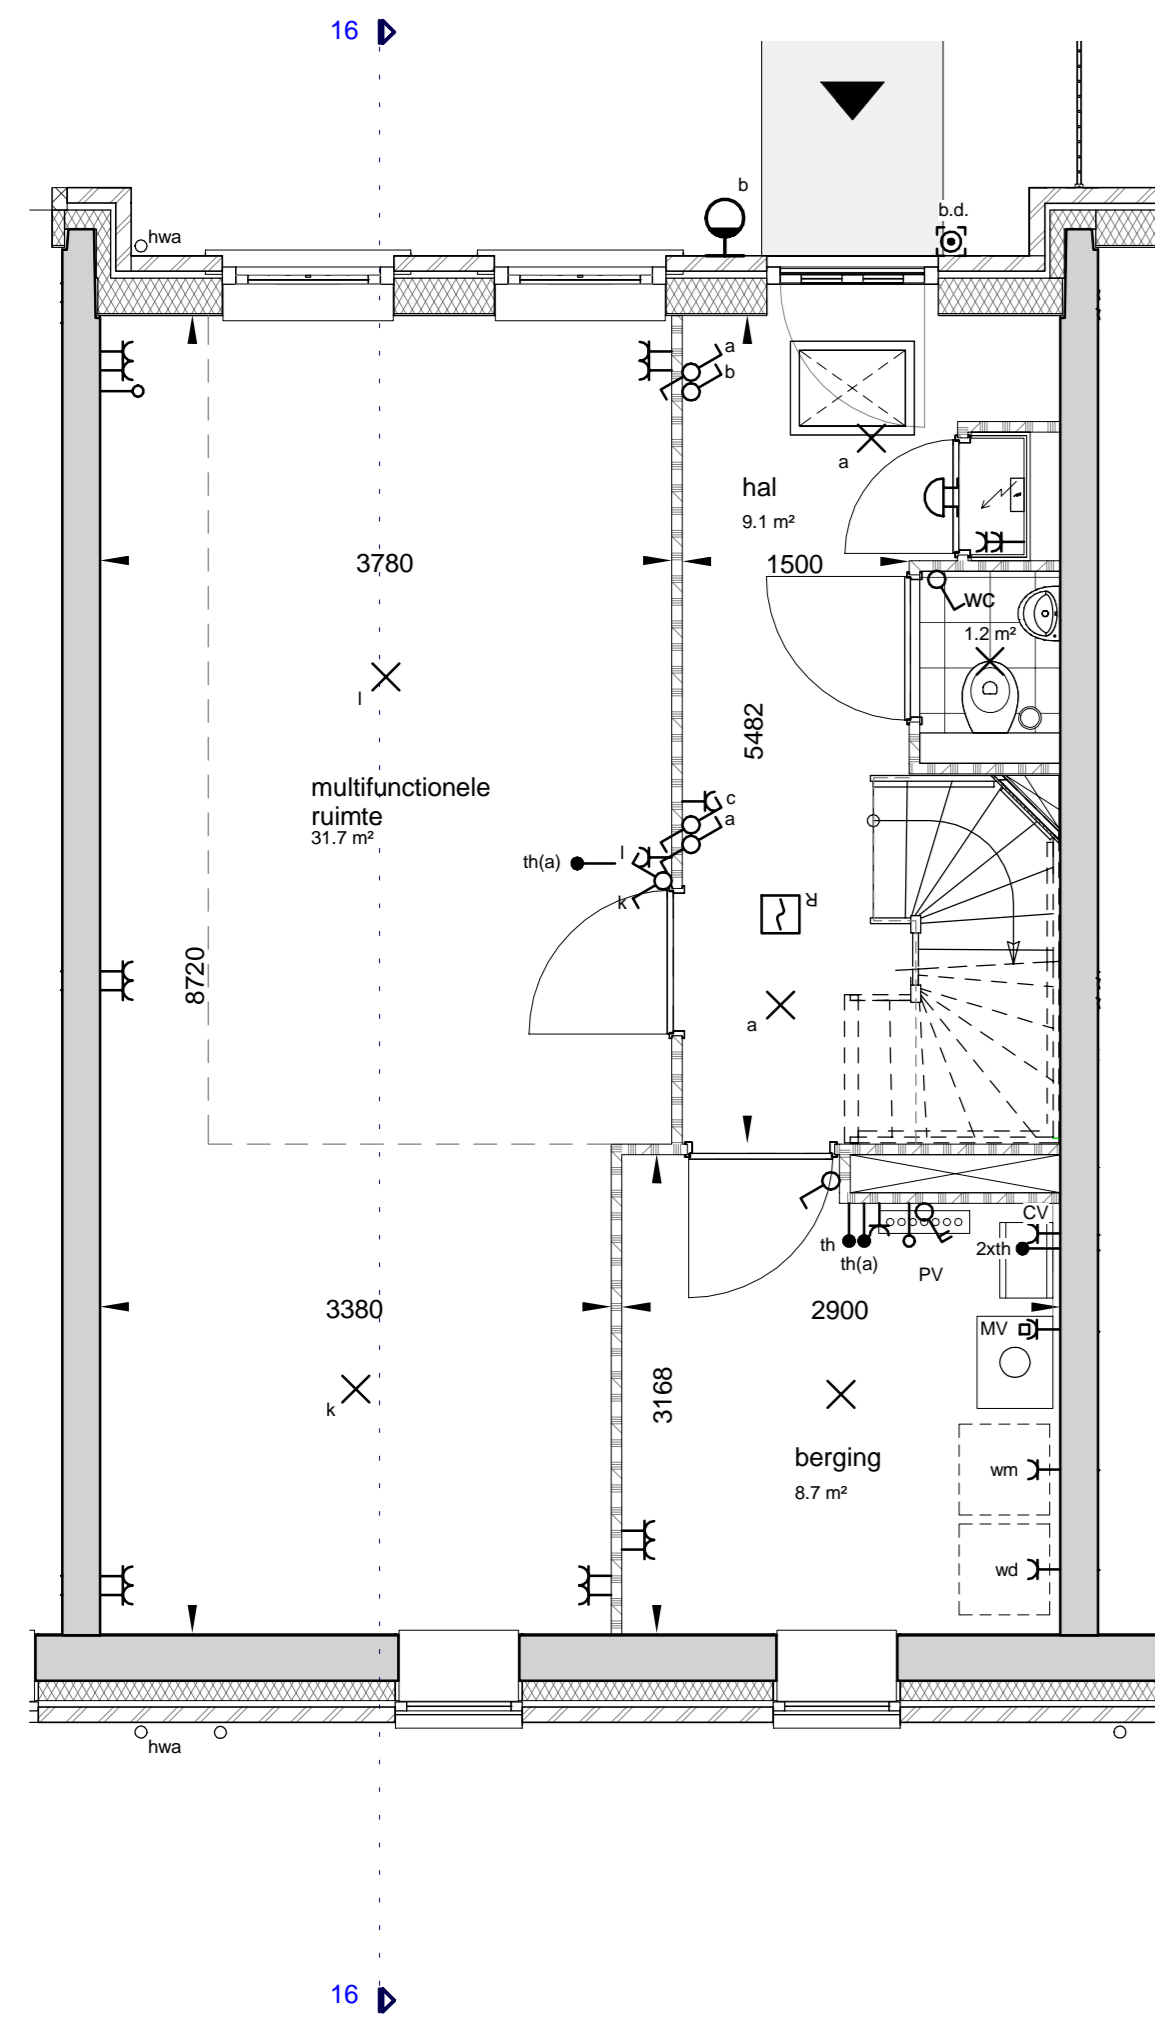 16
b
b.d.
hwa
a
b
a
hal
9.1 m²
3780
1500
wc
1.2 m²
l
5482
multifunctionele
ruimte
31.7 m²
c
a
l
th(a)
k
R
8720
a
CV
2xth
th
th(a)
PV
3380
2900
MV
3168
k
berging
8.7 m²
wm
wd
hwa
16